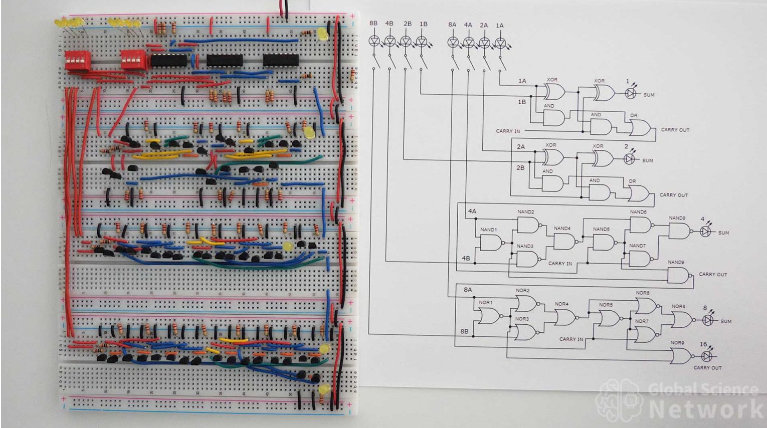 8B 4B 2B 1B 8A 4A 2A 1A
1A XOR XOR 1
SUM
1B
AND
AND OR
CARRY IN CARRY OUT
2A XOR XOR 2
SUM
2B
AND
AND OR
CARRY OUT
4A NAND2 NAND6 4
NAND1 NAND4 NAND5 NAND8
SUM
NAND3 NAND7
4B CARRY IN NAND9
CARRY OUT
8A NOR2 NOR6 8
NOR1 NOR4 NOR5 NOR8
SUM
NOR3 NOR7
8B CARRY IN NOR9 16
CARRY OUT
Global Science
Network